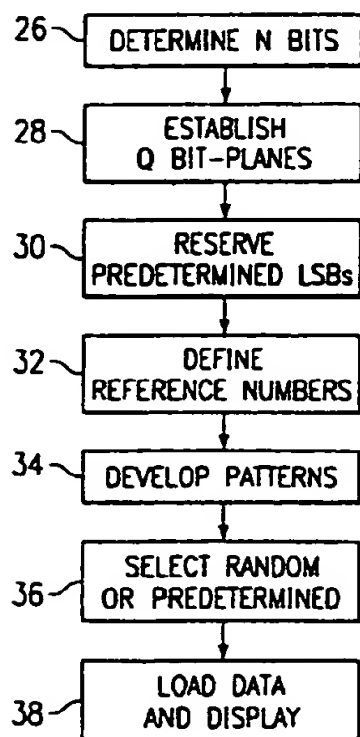 26
DETERMINE N BITS
28
ESTABLISH
Q BIT-PLANES
30
RESERVE
PREDETERMINED LSBs
32
DEFINE
REFERENCE NUMBERS
34
DEVELOP PATTERNS
36
SELECT RANDOM
OR PREDETERMINED
38
LOAD DATA
AND DISPLAY